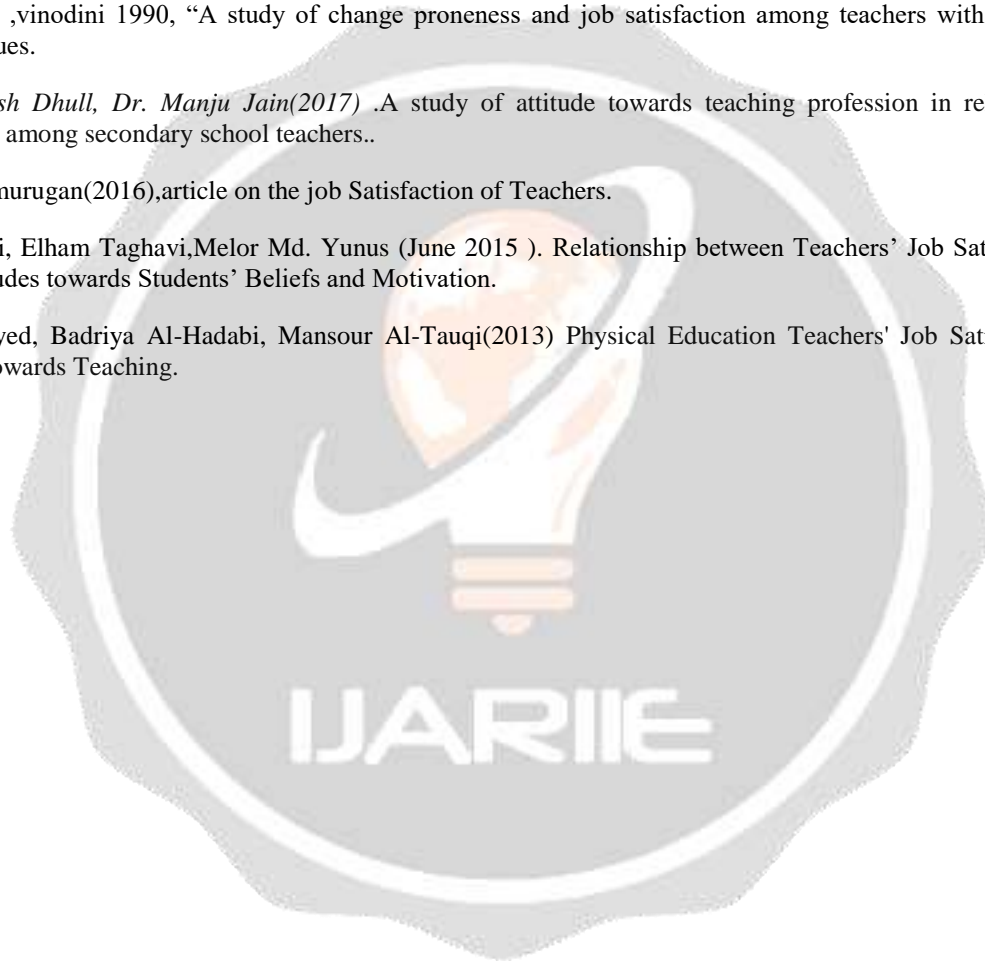 ,vinodini 1990, “A study of change proneness and job satisfaction among teachers with
ues.
sh Dhull, Dr. Manju Jain(2017) .A study of attitude towards teaching profession in re
among secondary school teachers..
murugan(2016),article on the job Satisfaction of Teachers.
i, Elham Taghavi,Melor Md. Yunus (June 2015 ). Relationship between Teachers’ Job Sat
udes towards Students’ Beliefs and Motivation.
yed, Badriya Al-Hadabi, Mansour Al-Tauqi(2013) Physical Education Teachers' Job Sati
owards Teaching.
IJARIIE